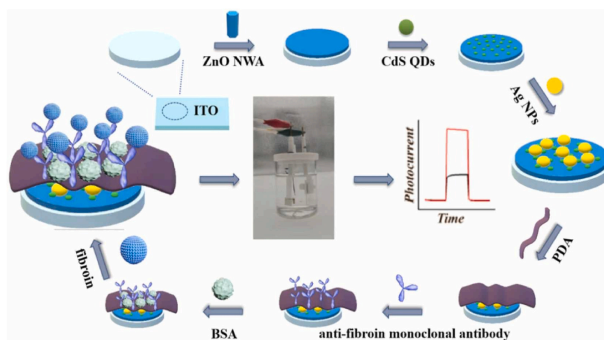 ZnO NWA
CdS QDs
Ag NPs
ITO
Photocurrent
Time
PDA
fibroin
BSA
anti-fibroin monoclonal antibody